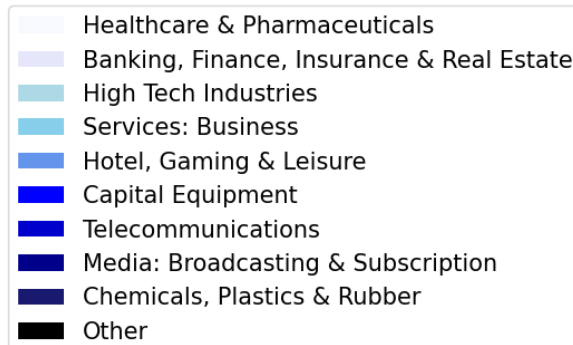 Healthcare & Pharmaceuticals
Banking, Finance, Insurance & Real Estate
High Tech Industries
Services: Business
Hotel, Gaming & Leisure
Capital Equipment
Telecommunications
Media: Broadcasting & Subscription
Chemicals, Plastics & Rubber
Other